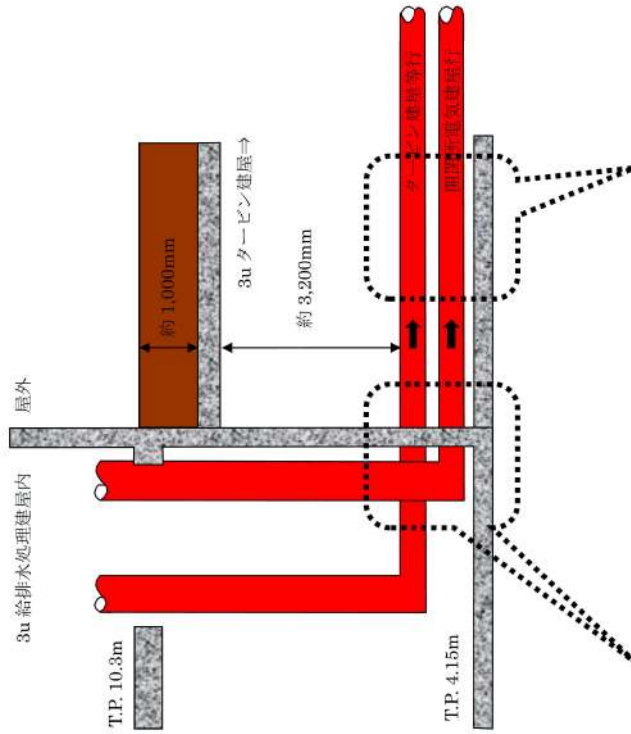 3u 給排水処理建屋内
屋外
T.P. 10.3m
約 1,000mm
3u タービン建屋⇒
約 3,200mm
タービン建屋等行
開閉所電気建屋行
T.P. 4.15m